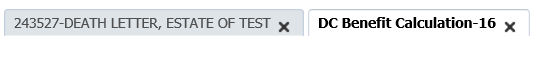 243527-DEATH LETTER, ESTATE OF TEST DC Benefit Calculation-16